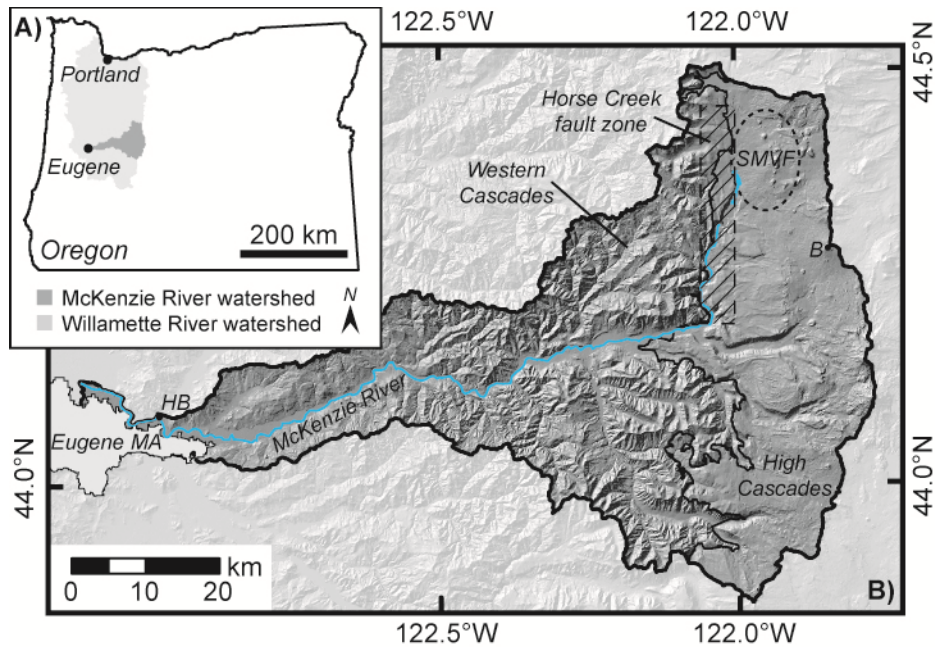 A)
Portland
Eugene
Oregon
200 km
McKenzie River watershed
Willamette River watershed
N
122.5°W
122.0°W
44.5°N
Horse Creek
fault zone
SMVF
Western
Cascades
B
McKenzie River
HB
Eugene MA
High
Cascades
44.0°N
44.0°N
0
10
20
km
B)
122.5°W
122.0°W